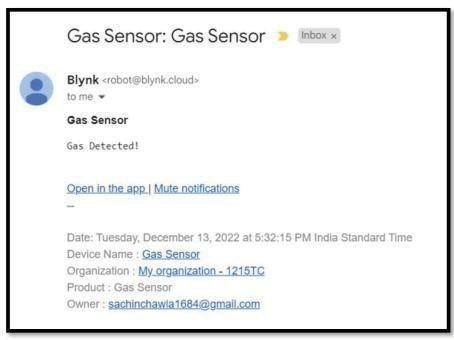 Gas Sensor: Gas Sensor Inbox x
Blynk <robot@blynk.cloud>
to me
Gas Sensor
Gas Detected!
Open in the app | Mute notifications
--
Date: Tuesday, December 13, 2022 at 5:32:15 PM India Standard Time
Device Name : Gas Sensor
Organization : My organization - 1215TC
Product : Gas Sensor
Owner : sachinchawla1684@gmail.com